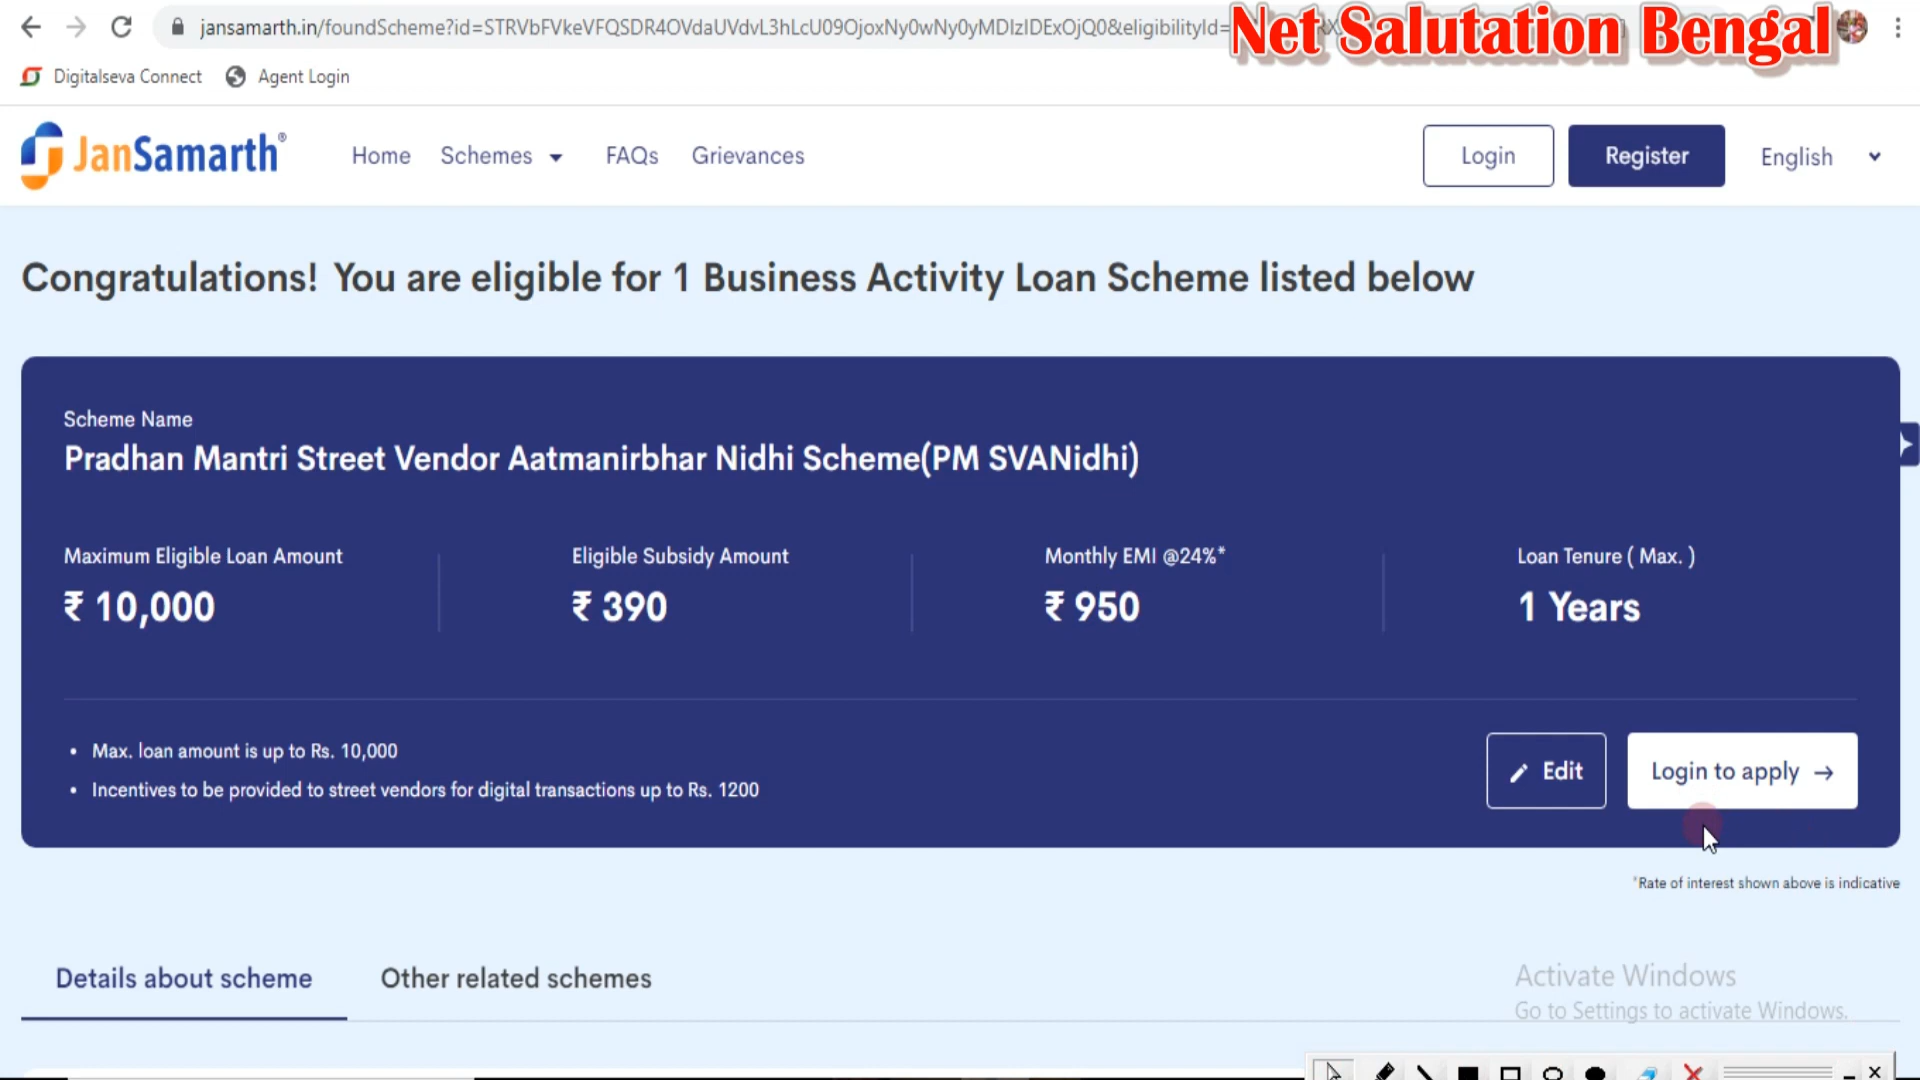 jansamarth.in/foundScheme?id=STRVbFVkeVFQSDR4OVdaUVdvL3hLcU09OjoxNy0wNy0yMDIzIDExOjQ0&eligibilityId=
Net Salutation Bengal
Digitalseva Connect
Agent Login
JanSamarth®
Home
Schemes
FAQs
Grievances
Login
Register
English
Congratulations! You are eligible for 1 Business Activity Loan Scheme listed below
Scheme Name
Pradhan Mantri Street Vendor Aatmanirbhar Nidhi Scheme(PM SVANidhi)
Maximum Eligible Loan Amount
₹ 10,000
Eligible Subsidy Amount
₹ 390
Monthly EMI @24%*
₹ 950
Loan Tenure ( Max. )
1 Years
• Max. loan amount is up to Rs. 10,000
• Incentives to be provided to street vendors for digital transactions up to Rs. 1200
Edit
Login to apply →
*Rate of interest shown above is indicative
Details about scheme
Other related schemes
Activate Windows
Go to Settings to activate Windows.